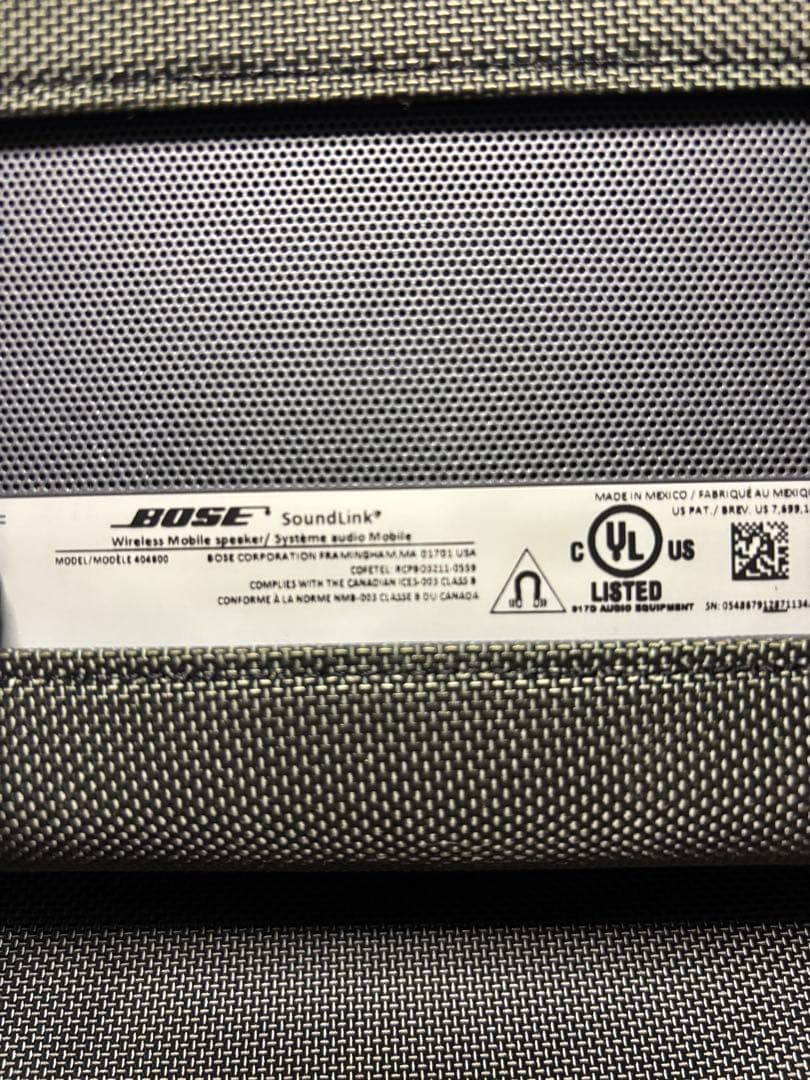 BOSE SoundLink®
Wireless Mobile speaker/ Système audio Mobile
MODEL/MODÈLE 404600
BOSE CORPORATION FRAMINGHAM,MA 01701 USA
COFETEL: RCPBOSZ11-0559
COMPLIES WITH THE CANADIAN ICES-003 CLASS B
CONFORME À LA NORME NMB-003 CLASSE B DU CANADA
MADE IN MEXICO / FABRIQUÉ AU MEXIQ
US PAT./ BREV. US 7,699,1
C UL US
LISTED
917D AUDIO EQUIPMENT
SN: